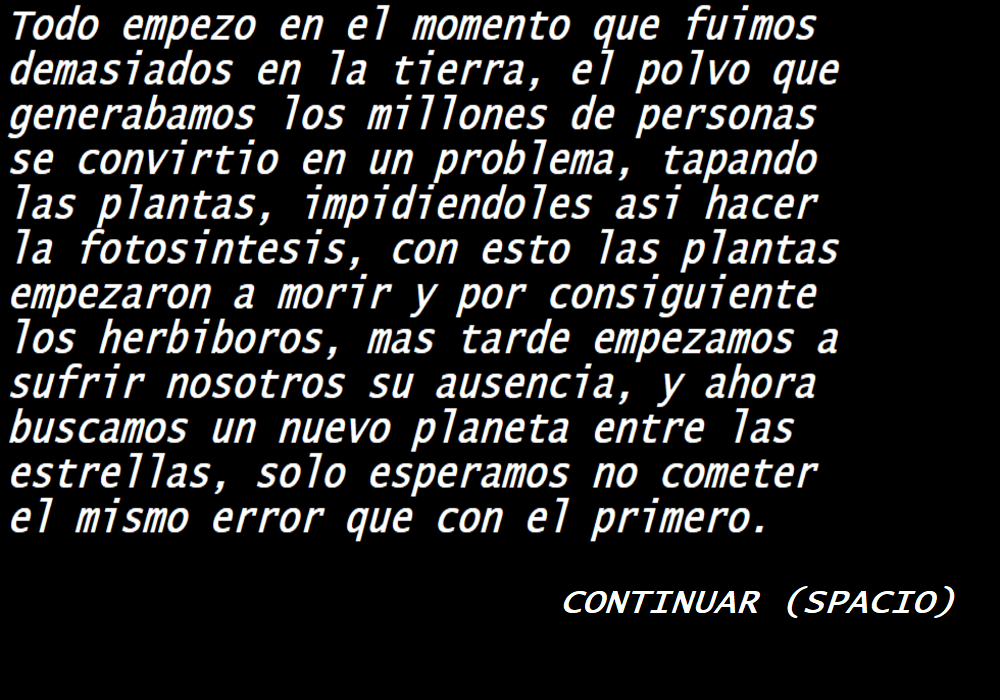 Todo empezo en el momento que fuimos
demasiados en la tierra, el polvo que
generabamos los millones de personas
se convirtio en un problema, tapando
las plantas, impidiendoles asi hacer
la fotosintesis, con esto las plantas
empezaron a morir y por consiguiente
los herbiboros, mas tarde empezamos a
sufrir nosotros su ausencia, y ahora
buscamos un nuevo planeta entre las
estrellas, solo esperamos no cometer
el mismo error que con el primero.
CONTINUAR (SPACIO)